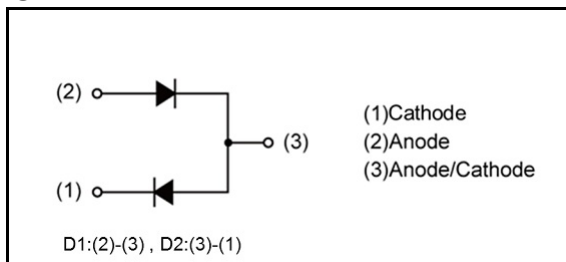 (2)
(1)Cathode
(2)Anode
(3)
(3)Anode/Cathode
(1)
D1:(2)-(3) , D2:(3)-(1)